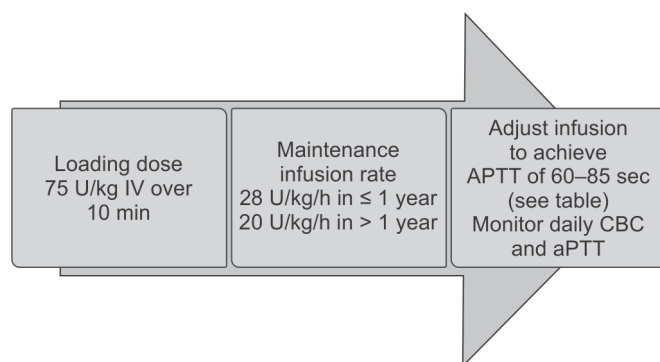 Loading dose
75 U/kg IV over
10 min
Maintenance
infusion rate
28 U/kg/h in ≤ 1 year
20 U/kg/h in > 1 year
Adjust infusion
to achieve
APTT of 60–85 sec
(see table)
Monitor daily CBC
and aPTT